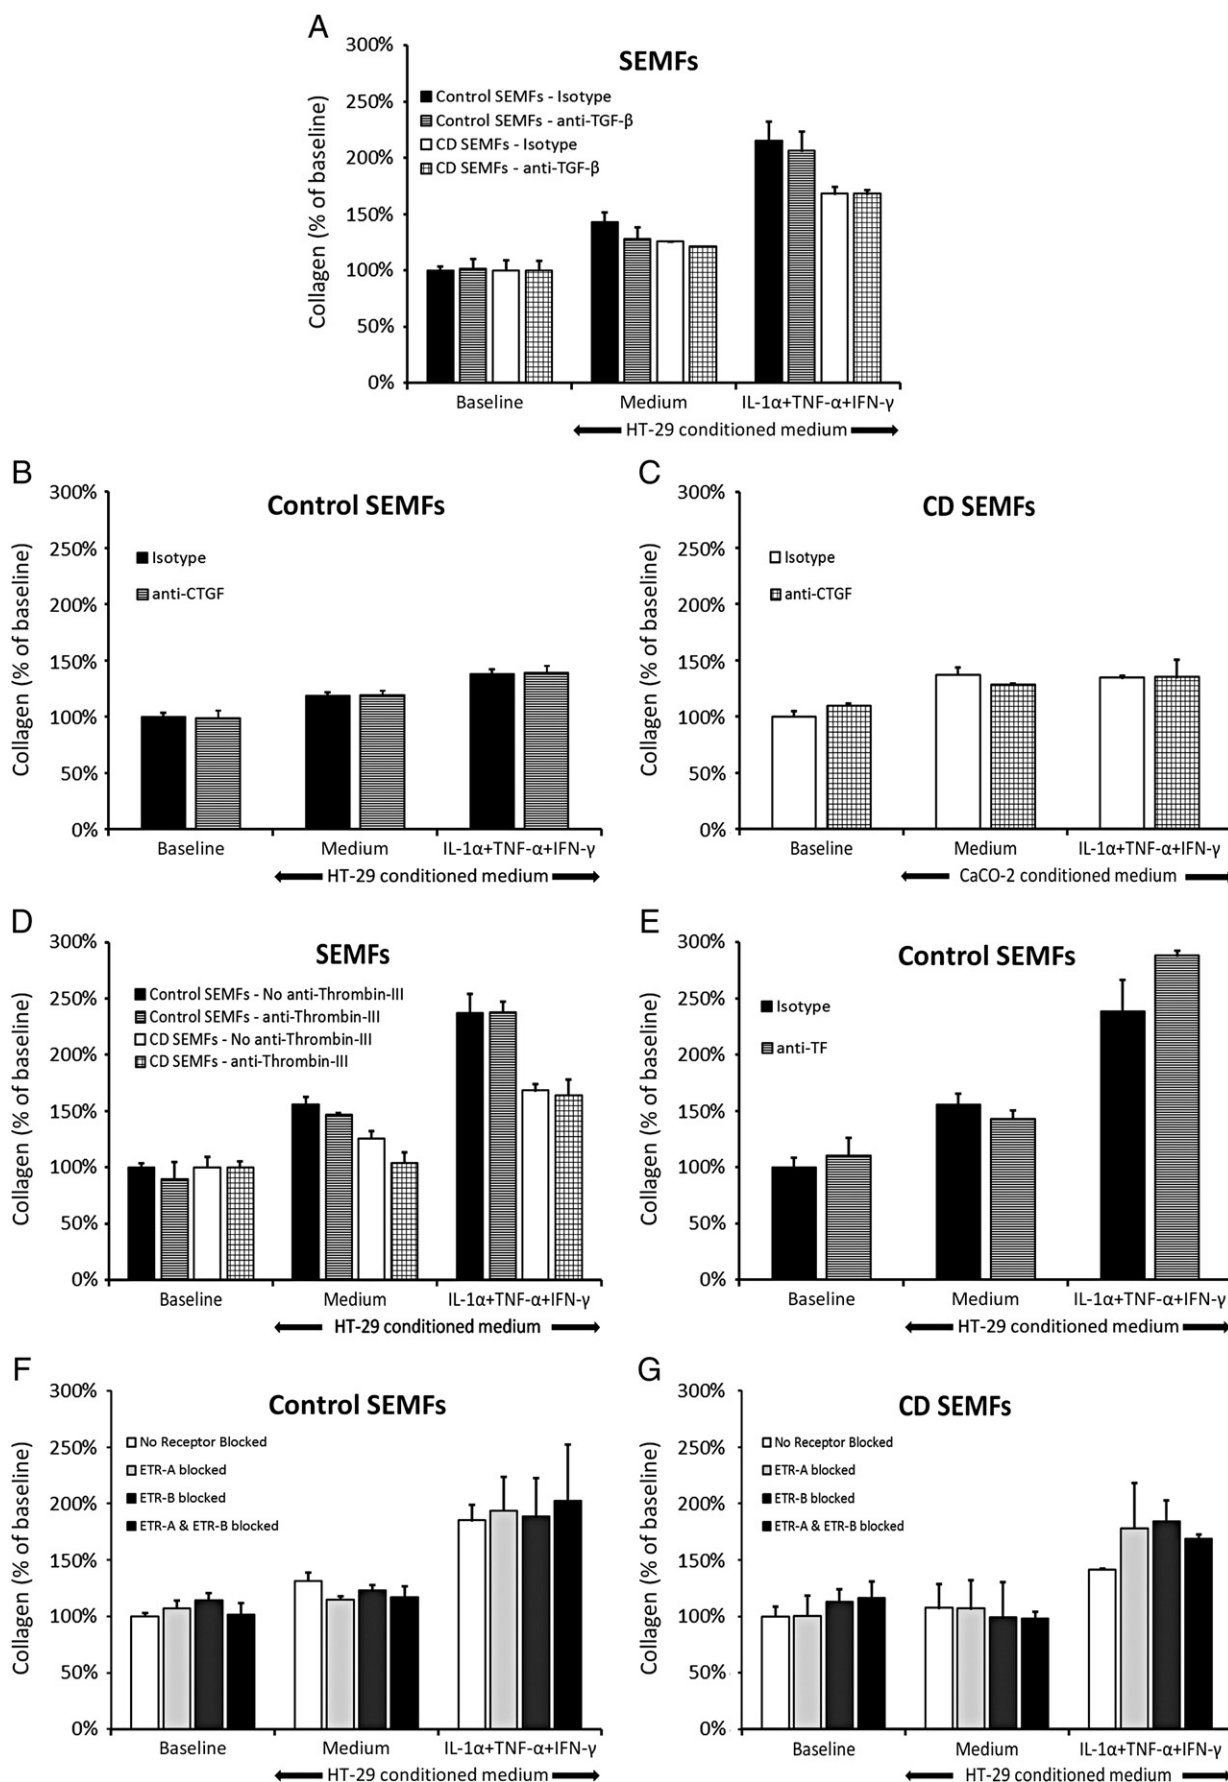 A
SEMFs
Collagen (% of baseline)
300%
250%
200%
150%
100%
50%
0%
Control SEMFs - Isotype
Control SEMFs - anti-TGF-β
CD SEMFs - Isotype
CD SEMFs - anti-TGF-β
Baseline
Medium
IL-1α+TNF-α+IFN-γ
HT-29 conditioned medium
B
Control SEMFs
Collagen (% of baseline)
300%
250%
200%
150%
100%
50%
0%
Isotype
anti-CTGF
Baseline
Medium
IL-1α+TNF-α+IFN-γ
HT-29 conditioned medium
C
CD SEMFs
Collagen (% of baseline)
300%
250%
200%
150%
100%
50%
0%
Isotype
anti-CTGF
Baseline
Medium
IL-1α+TNF-α+IFN-γ
CaCO-2 conditioned medium
D
SEMFs
Collagen (% of baseline)
300%
250%
200%
150%
100%
50%
0%
Control SEMFs - No anti-Thrombin-III
Control SEMFs - anti-Thrombin-III
CD SEMFs - No anti-Thrombin-III
CD SEMFs - anti-Thrombin-III
Baseline
Medium
IL-1α+TNF-α+IFN-γ
HT-29 conditioned medium
E
Control SEMFs
Collagen (% of baseline)
300%
250%
200%
150%
100%
50%
0%
Isotype
anti-TF
Baseline
Medium
IL-1α+TNF-α+IFN-γ
HT-29 conditioned medium
F
Control SEMFs
Collagen (% of baseline)
300%
250%
200%
150%
100%
50%
0%
No Receptor Blocked
ETR-A blocked
ETR-B blocked
ETR-A & ETR-B blocked
Baseline
Medium
IL-1α+TNF-α+IFN-γ
HT-29 conditioned medium
G
CD SEMFs
Collagen (% of baseline)
300%
250%
200%
150%
100%
50%
0%
No Receptor Blocked
ETR-A blocked
ETR-B blocked
ETR-A & ETR-B blocked
Baseline
Medium
IL-1α+TNF-α+IFN-γ
HT-29 conditioned medium